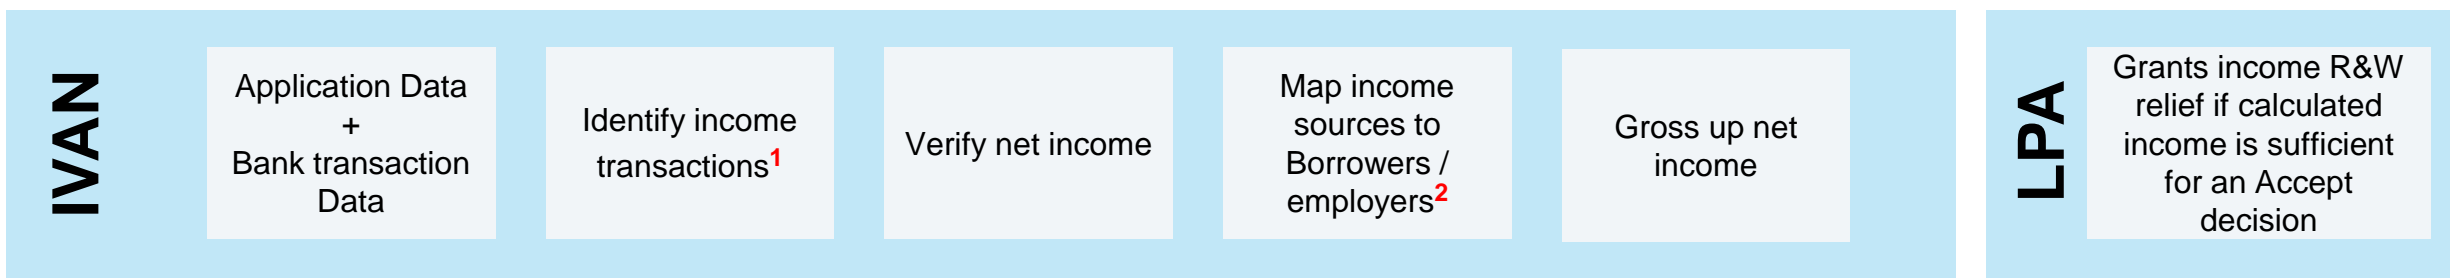 IVAN
Application Data
+
Bank transaction
Data
Identify income
transactions1
Verify net income
Map income
sources to
Borrowers /
employers2
Gross up net
income
LPA
Grants income R&W
relief if calculated
income is sufficient
for an Accept
decision